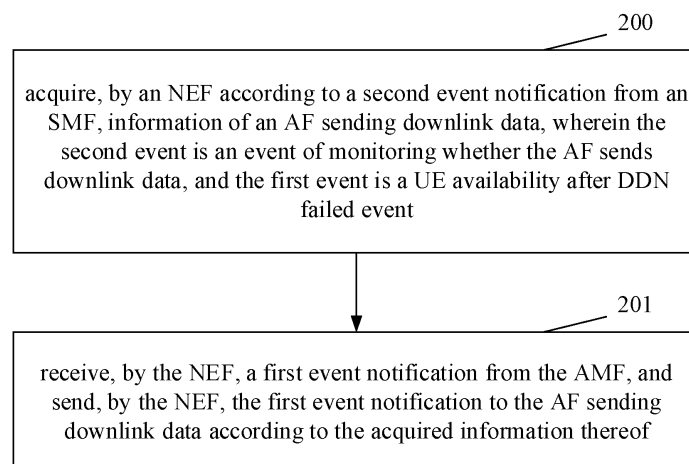 200
acquire, by an NEF according to a second event notification from an
SMF, information of an AF sending downlink data, wherein the
second event is an event of monitoring whether the AF sends
downlink data, and the first event is a UE availability after DDN
failed event
201
receive, by the NEF, a first event notification from the AMF, and
send, by the NEF, the first event notification to the AF sending
downlink data according to the acquired information thereof